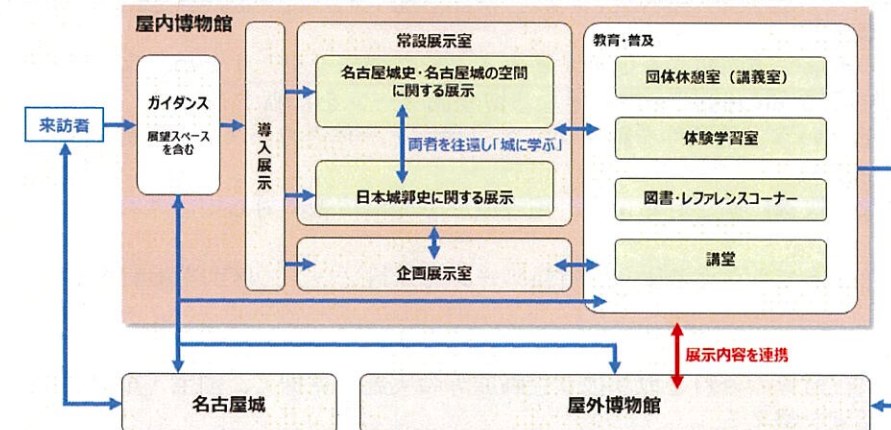 屋内博物館
来訪者
ガイダンス
展望スペース
を含む
導入展示
常設展示室
名古屋城史・名古屋城の空間
に関する展示
両者を往還し「城に学ぶ」
日本城郭史に関する展示
企画展示室
教育・普及
団体休憩室（講義室）
体験学習室
図書・レファレンスコーナー
講堂
展示内容を連携
名古屋城
屋外博物館